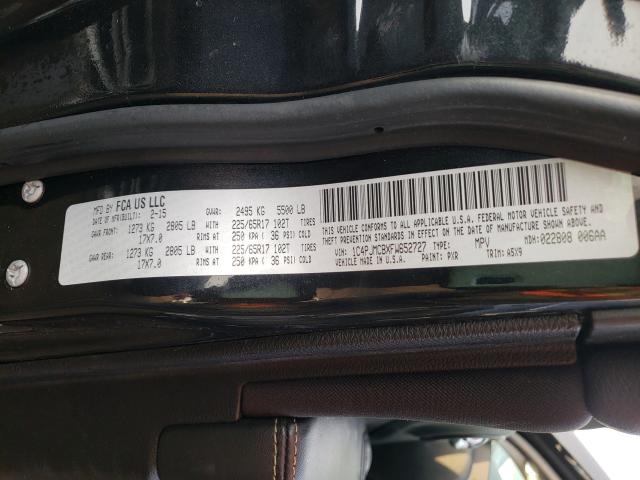 MFD BY FCA US LLC
DATE OF MFR(BUILT): 2-15 GVWR: 2495 KG 5500 LB
GAWR FRONT: 1273 KG 2805 LB WITH 225/65R17 102T TIRES
17X7.0 RIMS AT 250 KPA( 36 PSI)COLD
GAWR REAR: 1273 KG 2805 LB WITH 225/65R17 102T TIRES
17X7.0 RIMS AT 250 KPA( 36 PSI)COLD
THIS VEHICLE CONFORMS TO ALL APPLICABLE U.S.A. FEDERAL MOTOR VEHICLE SAFETY, BUMPER, AND
THEFT PREVENTION STANDARDS IN EFFECT ON THE DATE OF MANUFACTURE SHOWN ABOVE.
VIN: 1C4PJMCBXFW652727 TYPE: MPV MDH:022808 006AA
VEHICLE MADE IN U.S.A. PAINT: PXR TRIM: A5X9